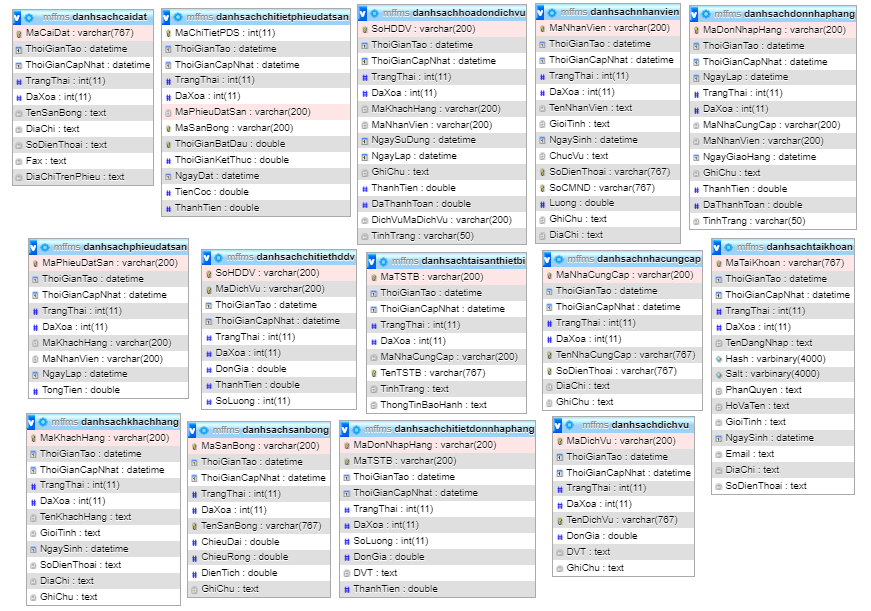 mffms danhsachcaidat
MaCaiDat : varchar(767)
ThoiGianTao : datetime
ThoiGianCapNhat : datetime
TrangThai : int(11)
DaXoa : int(11)
TenSanBong : text
DiaChi : text
SoDienThoai : text
Fax : text
DiaChiTrenPhieu : text
mffms danhsachchitietphieudatsan
MaChiTietPDS : int(11)
ThoiGianTao : datetime
ThoiGianCapNhat : datetime
TrangThai : int(11)
DaXoa : int(11)
MaPhieuDatSan : varchar(200)
MaSanBong : varchar(200)
ThoiGianBatDau : double
ThoiGianKetThuc : double
NgayDat : datetime
TienCoc : double
ThanhTien : double
mffms danhsachhoadondichvu
SoHDDV : varchar(200)
ThoiGianTao : datetime
ThoiGianCapNhat : datetime
TrangThai : int(11)
DaXoa : int(11)
MaKhachHang : varchar(200)
MaNhanVien : varchar(200)
NgaySuDung : datetime
NgayLap : datetime
GhiChu : text
ThanhTien : double
DaThanhToan : double
DichVuMaDichVu : varchar(200)
TinhTrang : varchar(50)
mffms danhsachnhanvien
MaNhanVien : varchar(200)
ThoiGianTao : datetime
ThoiGianCapNhat : datetime
TrangThai : int(11)
DaXoa : int(11)
TenNhanVien : text
GioiTinh : text
NgaySinh : datetime
ChucVu : text
SoDienThoai : varchar(767)
SoCMND : varchar(767)
Luong : double
GhiChu : text
DiaChi : text
mffms danhsachdonnhaphang
MaDonNhapHang : varchar(200)
ThoiGianTao : datetime
ThoiGianCapNhat : datetime
NgayLap : datetime
TrangThai : int(11)
DaXoa : int(11)
MaNhaCungCap : varchar(200)
MaNhanVien : varchar(200)
NgayGiaoHang : datetime
GhiChu : text
ThanhTien : double
DaThanhToan : double
TinhTrang : varchar(50)
mffms danhsachphieudatsan
MaPhieuDatSan : varchar(200)
ThoiGianTao : datetime
ThoiGianCapNhat : datetime
TrangThai : int(11)
DaXoa : int(11)
MaKhachHang : varchar(200)
MaNhanVien : varchar(200)
NgayLap : datetime
TongTien : double
mffms danhsachchitiethddv
SoHDDV : varchar(200)
MaDichVu : varchar(200)
ThoiGianTao : datetime
ThoiGianCapNhat : datetime
TrangThai : int(11)
DaXoa : int(11)
DonGia : double
ThanhTien : double
SoLuong : int(11)
mffms danhsachtaisanthietbi
MaTSTB : varchar(200)
ThoiGianTao : datetime
ThoiGianCapNhat : datetime
TrangThai : int(11)
DaXoa : int(11)
MaNhaCungCap : varchar(200)
TenTSTB : varchar(767)
TinhTrang : text
ThongTinBaoHanh : text
mffms danhsachnhacungcap
MaNhaCungCap : varchar(200)
ThoiGianTao : datetime
ThoiGianCapNhat : datetime
TrangThai : int(11)
DaXoa : int(11)
TenNhaCungCap : varchar(767)
SoDienThoai : varchar(767)
DiaChi : text
GhiChu : text
mffms danhsachtaikhoan
MaTaiKhoan : varchar(767)
ThoiGianTao : datetime
ThoiGianCapNhat : datetime
TrangThai : int(11)
DaXoa : int(11)
TenDangNhap : text
Hash : varbinary(4000)
Salt : varbinary(4000)
PhanQuyen : text
HoVaTen : text
GioiTinh : text
NgaySinh : datetime
Email : text
DiaChi : text
SoDienThoai : text
mffms danhsachkhachhang
MaKhachHang : varchar(200)
ThoiGianTao : datetime
ThoiGianCapNhat : datetime
TrangThai : int(11)
DaXoa : int(11)
TenKhachHang : text
GioiTinh : text
NgaySinh : datetime
SoDienThoai : text
DiaChi : text
GhiChu : text
mffms danhsachsanbong
MaSanBong : varchar(200)
ThoiGianTao : datetime
ThoiGianCapNhat : datetime
TrangThai : int(11)
DaXoa : int(11)
TenSanBong : varchar(767)
ChieuDai : double
ChieuRong : double
DienTich : double
GhiChu : text
mffms danhsachchitietdonnhaphang
MaDonNhapHang : varchar(200)
MaTSTB : varchar(200)
ThoiGianTao : datetime
ThoiGianCapNhat : datetime
TrangThai : int(11)
DaXoa : int(11)
SoLuong : int(11)
DonGia : double
DVT : text
ThanhTien : double
mffms danhsachdichvu
MaDichVu : varchar(200)
ThoiGianTao : datetime
ThoiGianCapNhat : datetime
TrangThai : int(11)
DaXoa : int(11)
TenDichVu : varchar(767)
DonGia : double
DVT : text
GhiChu : text